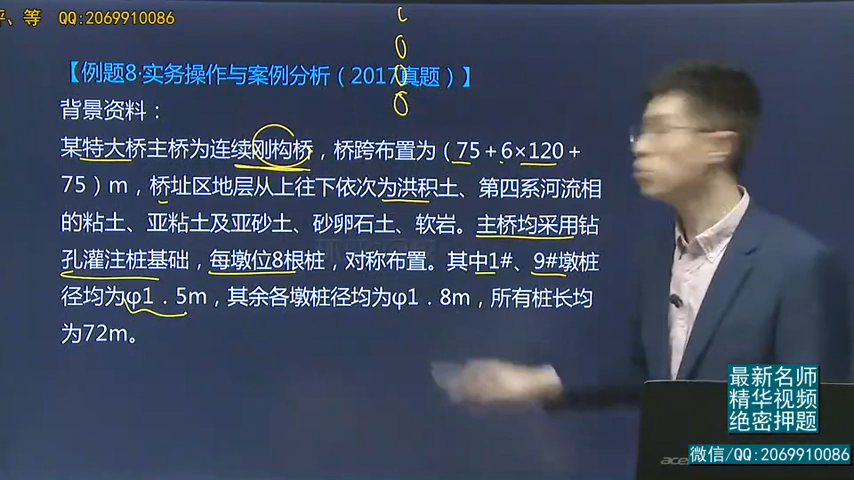 评、等 QQ:2069910086
【例题8·实务操作与案例分析（2017真题）】
背景资料：
某特大桥主桥为连续刚构桥，桥跨布置为（75＋6×120＋
75）m，桥址区地层从上往下依次为洪积土、第四系河流相
的粘土、亚粘土及亚砂土、砂卵石土、软岩。主桥均采用钻
孔灌注桩基础，每墩位8根桩，对称布置。其中1#、9#墩桩
径均为φ1．5m，其余各墩桩径均为φ1．8m，所有桩长均
为72m。
最新名师
精华视频
绝密押题
微信/QQ:2069910086
acer